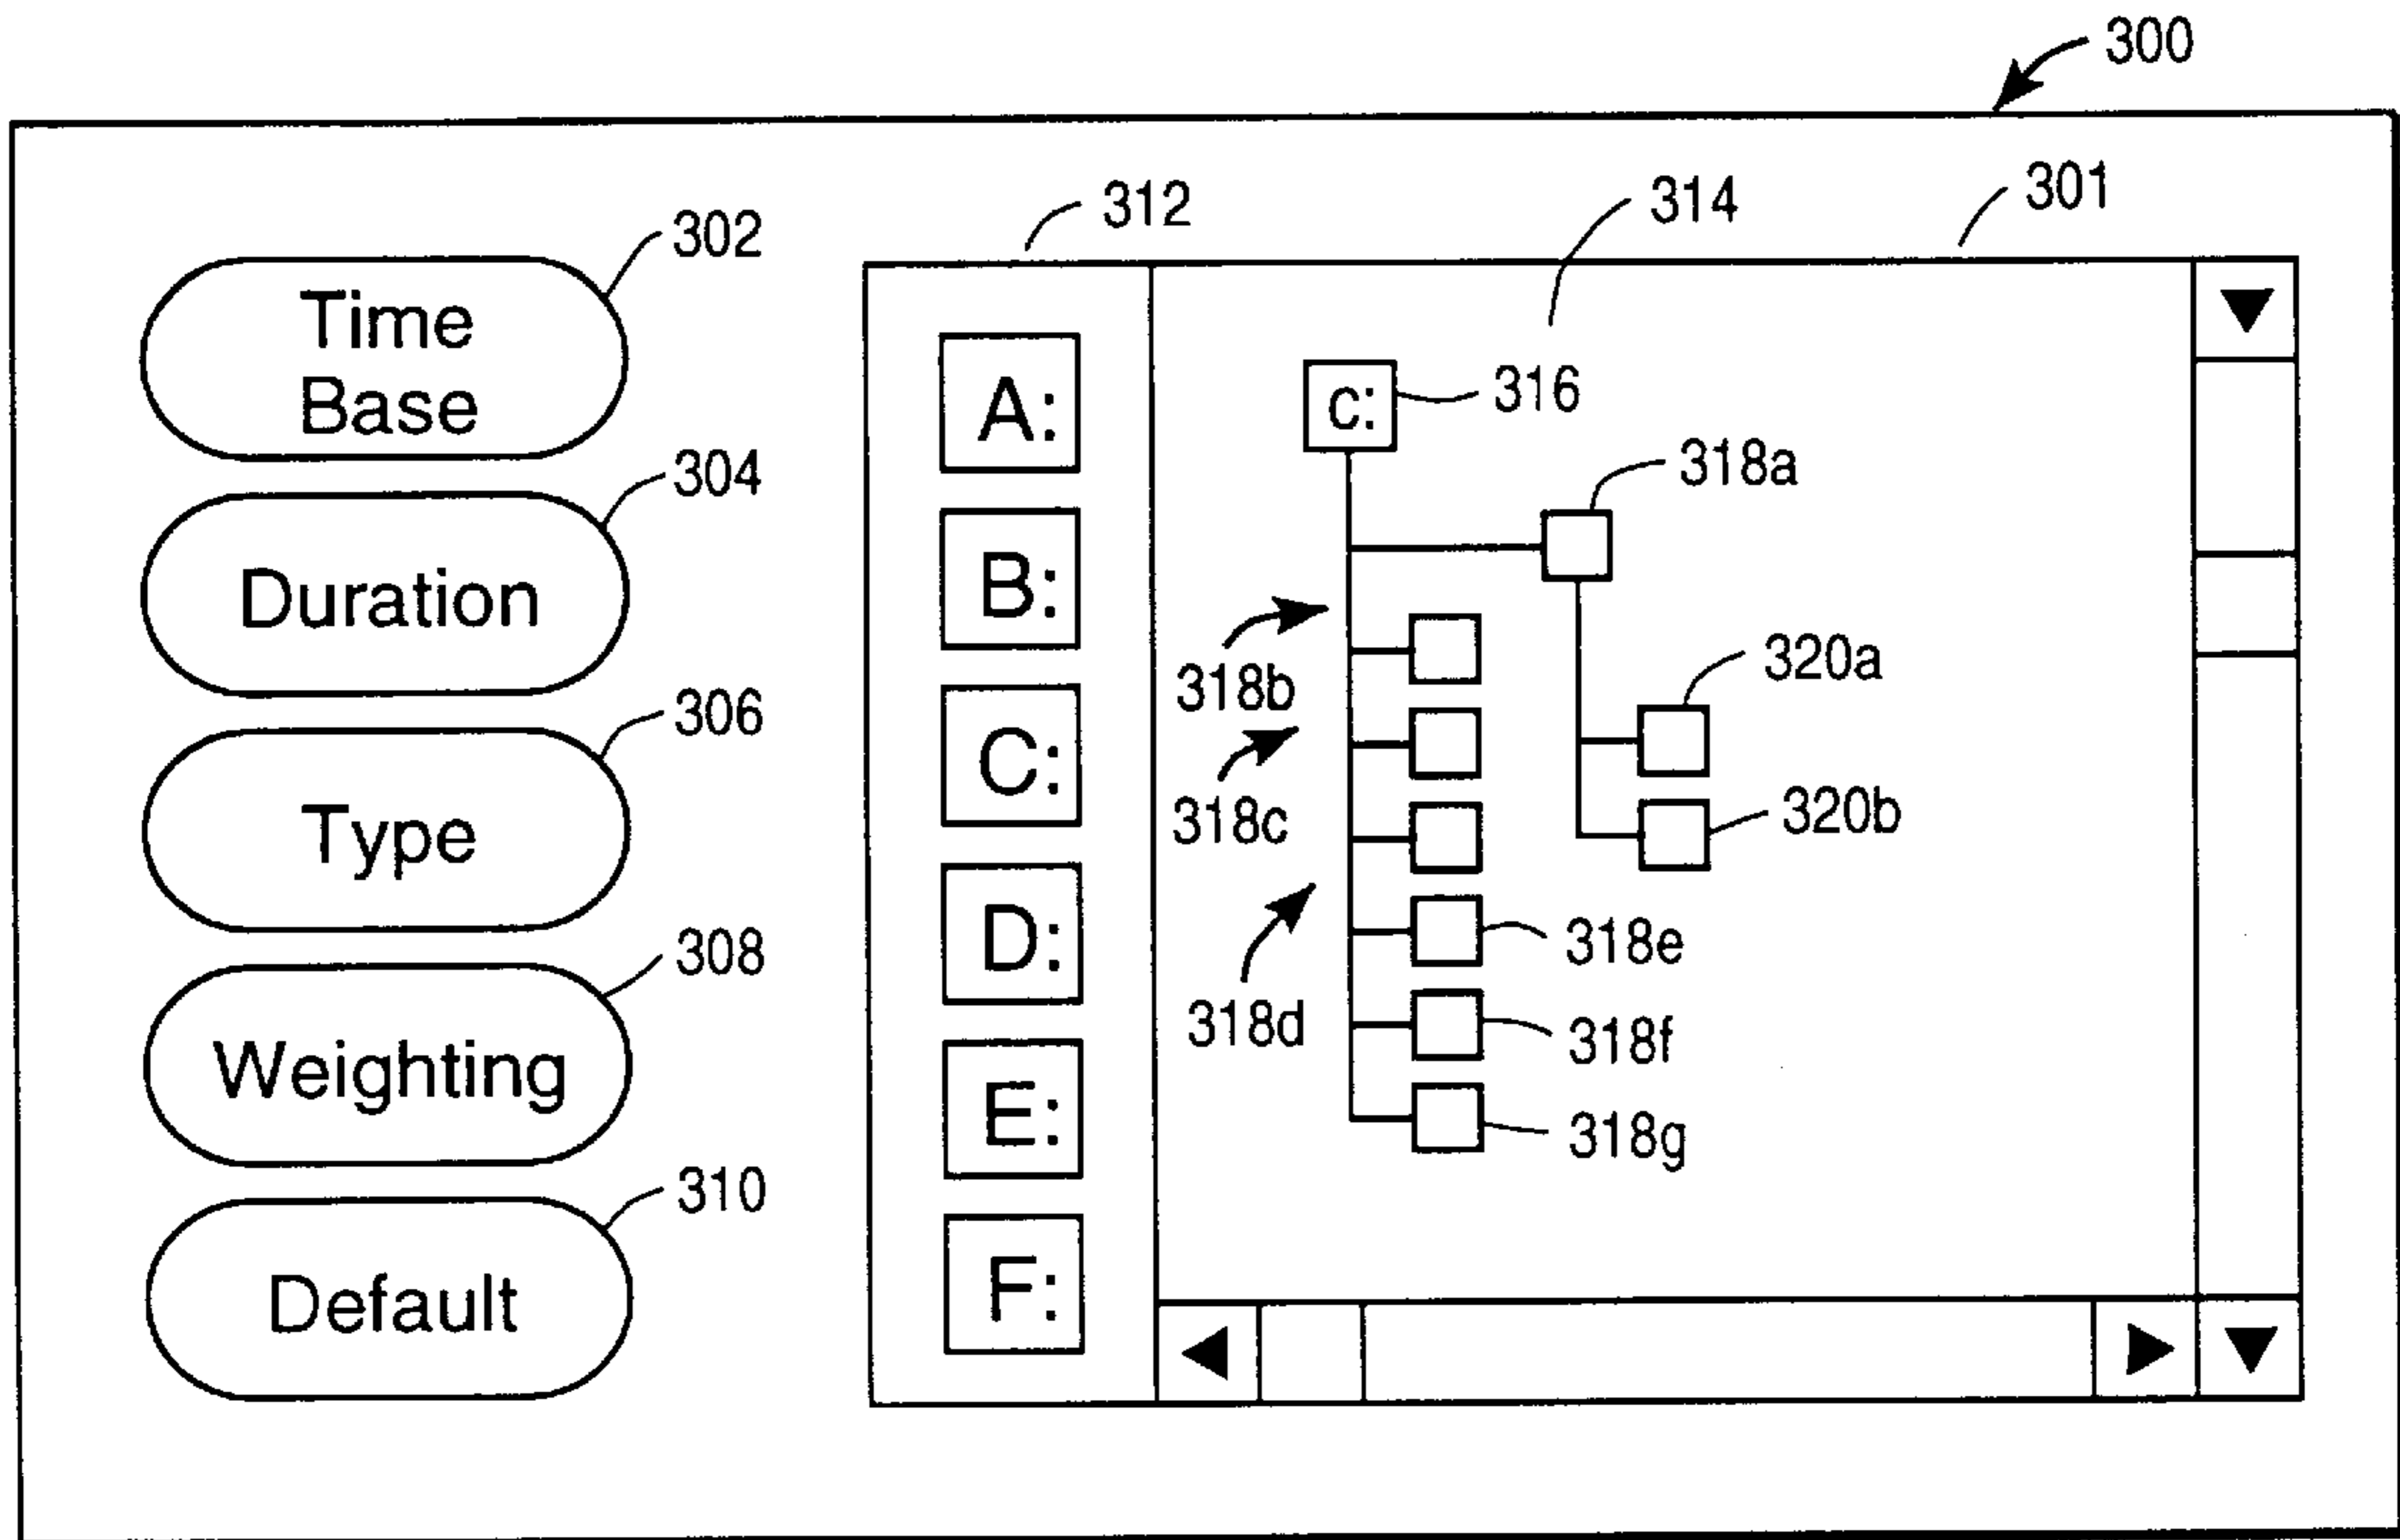 300
302
Time
Base
304
Duration
306
Type
308
Weighting
310
Default
312
314
301
A:
B:
C:
D:
E:
F:
c:
316
318a
318b
318c
318d
320a
320b
318e
318f
318g